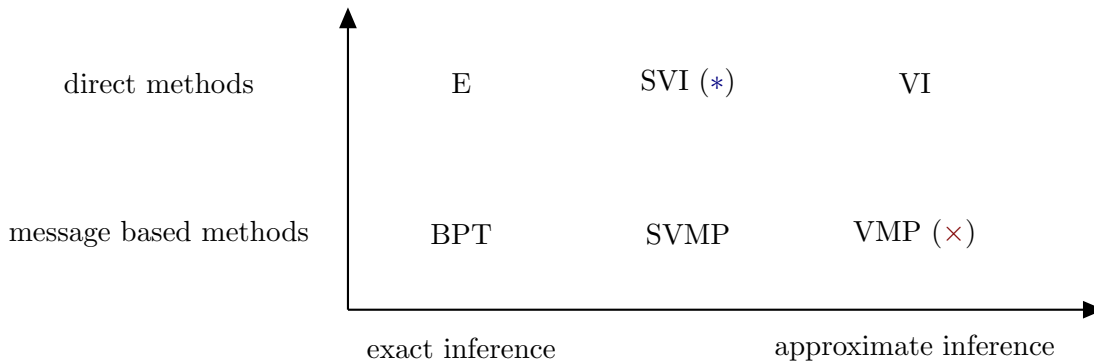 direct methods E SVI (∗) VI
message based methods BPT SVMP VMP (×)
exact inference approximate inference